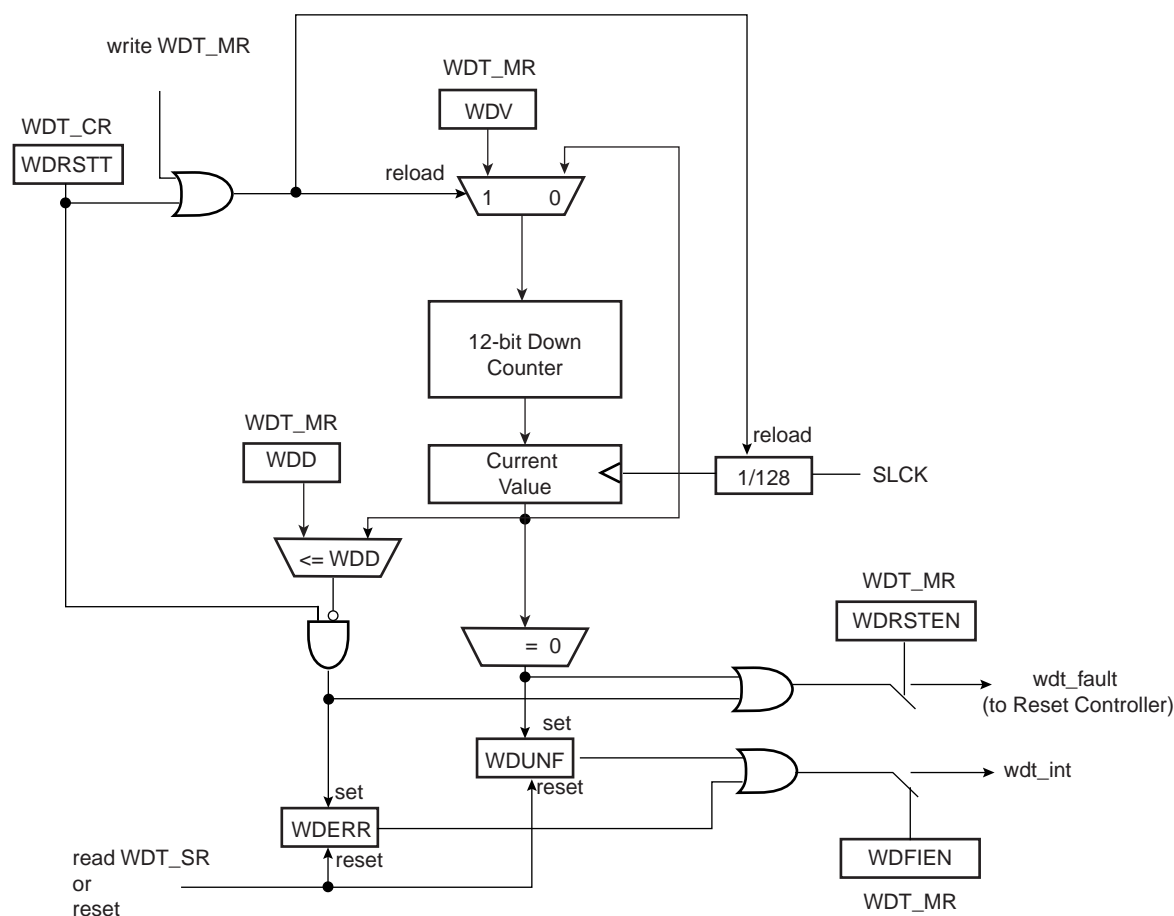 write WDT_MR
WDT_MR
WDV
WDT_CR
WDRSTT
reload
1 0
12-bit Down
Counter
WDT_MR
WDD
reload
Current
Value
1/128
SLCK
<= WDD
WDT_MR
WDRSTEN
= 0
wdt_fault
(to Reset Controller)
set
WDUNF
reset
wdt_int
set
WDERR
reset
read WDT_SR
or
reset
WDFIEN
WDT_MR